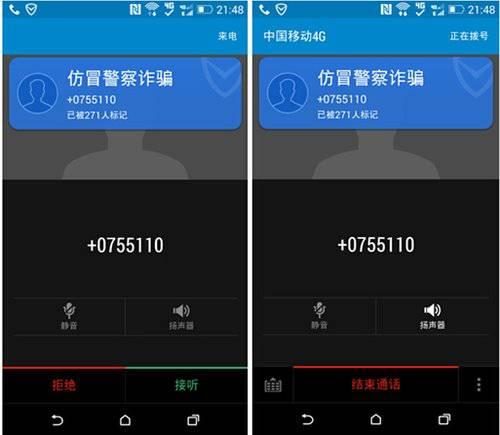 21:48
来电
仿冒警察诈骗
+0755110
已被271人标记
+0755110
静音
扬声器
拒绝
接听
21:48
中国移动4G
正在拨号
仿冒警察诈骗
+0755110
已被271人标记
+0755110
静音
扬声器
结束通话